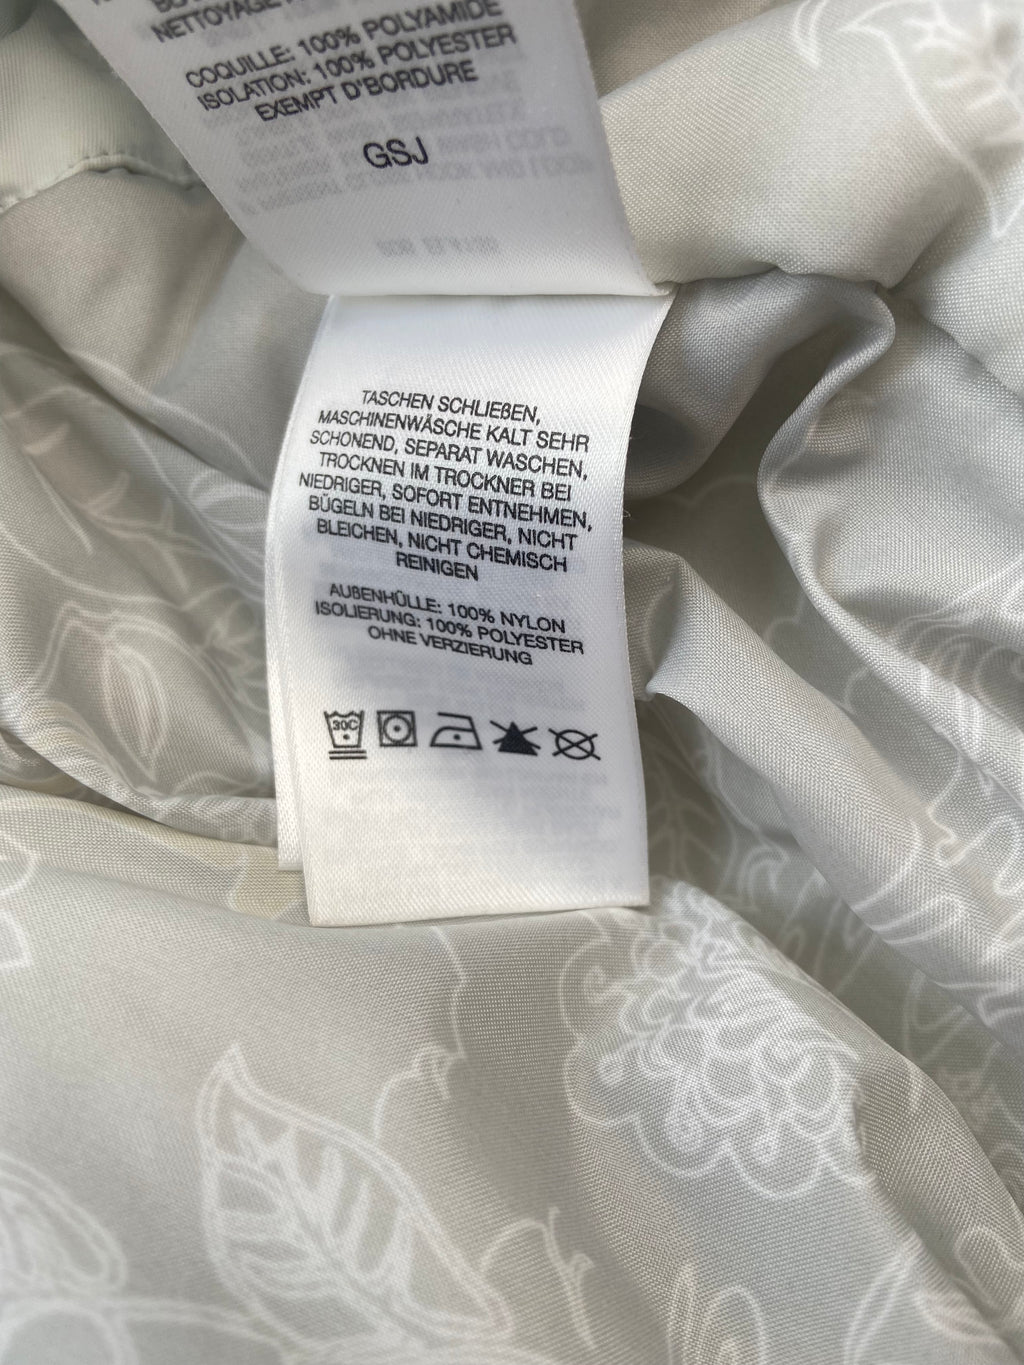 NETTOYAGE
COQUILLE: 100% POLYAMIDE
ISOLATION: 100% POLYESTER
EXEMPT D'BORDURE
GSJ
TASCHEN SCHLIEßEN,
MASCHINENWÄSCHE KALT SEHR
SCHONEND, SEPARAT WASCHEN,
TROCKNEN IM TROCKNER BEI
NIEDRIGER, SOFORT ENTNEHMEN,
BÜGELN BEI NIEDRIGER, NICHT
BLEICHEN, NICHT CHEMISCH
REINIGEN
AUßENHÜLLE: 100% NYLON
ISOLIERUNG: 100% POLYESTER
OHNE VERZIERUNG
30C